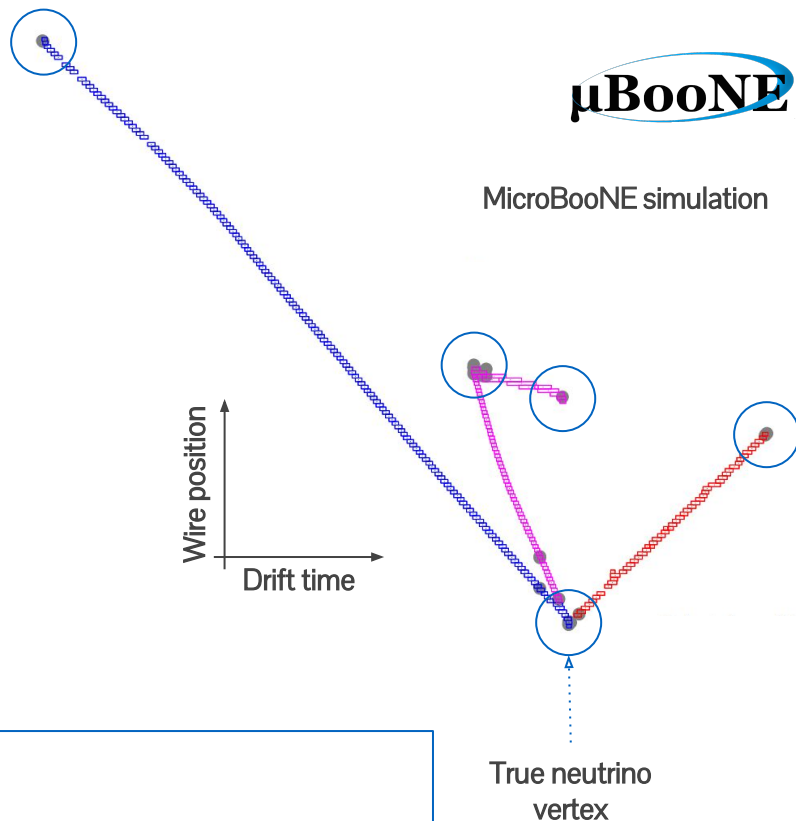 µBooNE
MicroBooNE simulation
Wire position
Drift time
True neutrino
vertex